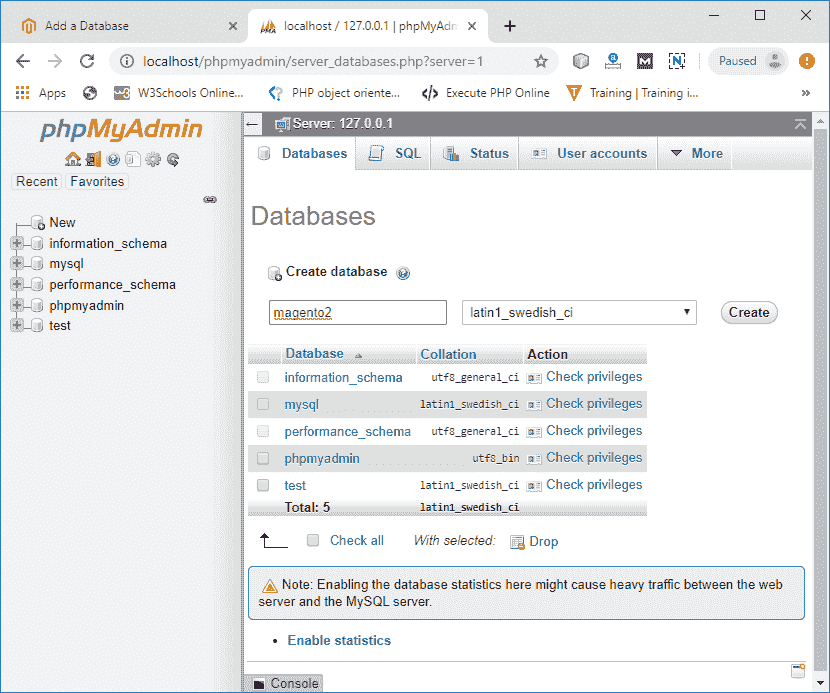 Add a Database
localhost / 127.0.0.1 | phpMyAdm
localhost/phpmyadmin/server_databases.php?server=1
Paused
Apps
W3Schools Online...
PHP object oriente...
Execute PHP Online
Training | Training i...
phpMyAdmin
Recent
Favorites
New
information_schema
mysql
performance_schema
phpmyadmin
test
Server: 127.0.0.1
Databases
SQL
Status
User accounts
More
Databases
Create database
magento2
latin1_swedish_ci
Create
Database Collation Action
information_schema utf8_general_ci Check privileges
mysql latin1_swedish_ci Check privileges
performance_schema utf8_general_ci Check privileges
phpmyadmin utf8_bin Check privileges
test latin1_swedish_ci Check privileges
Total: 5 latin1_swedish_ci
Check all With selected: Drop
Note: Enabling the database statistics here might cause heavy traffic between the web
server and the MySQL server.
Enable statistics
Console